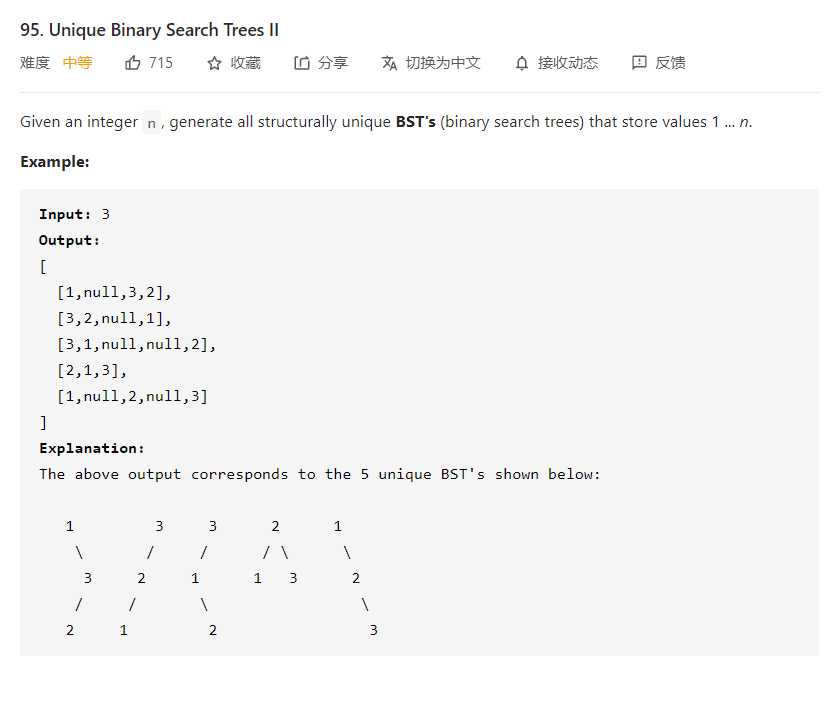 95. Unique Binary Search Trees II
难度 中等 715 收藏 分享 切换为中文 接收动态 反馈
Given an integer n , generate all structurally unique BST's (binary search trees) that store values 1 ... n.
Example:
Input: 3
Output:
[
  [1,null,3,2],
  [3,2,null,1],
  [3,1,null,null,2],
  [2,1,3],
  [1,null,2,null,3]
]
Explanation:
The above output corresponds to the 5 unique BST's shown below:
   1         3     3      2      1
    \       /     /      / \      \
     3     2     1      1   3      2
    /     /       \                 \
   2     1         2                 3